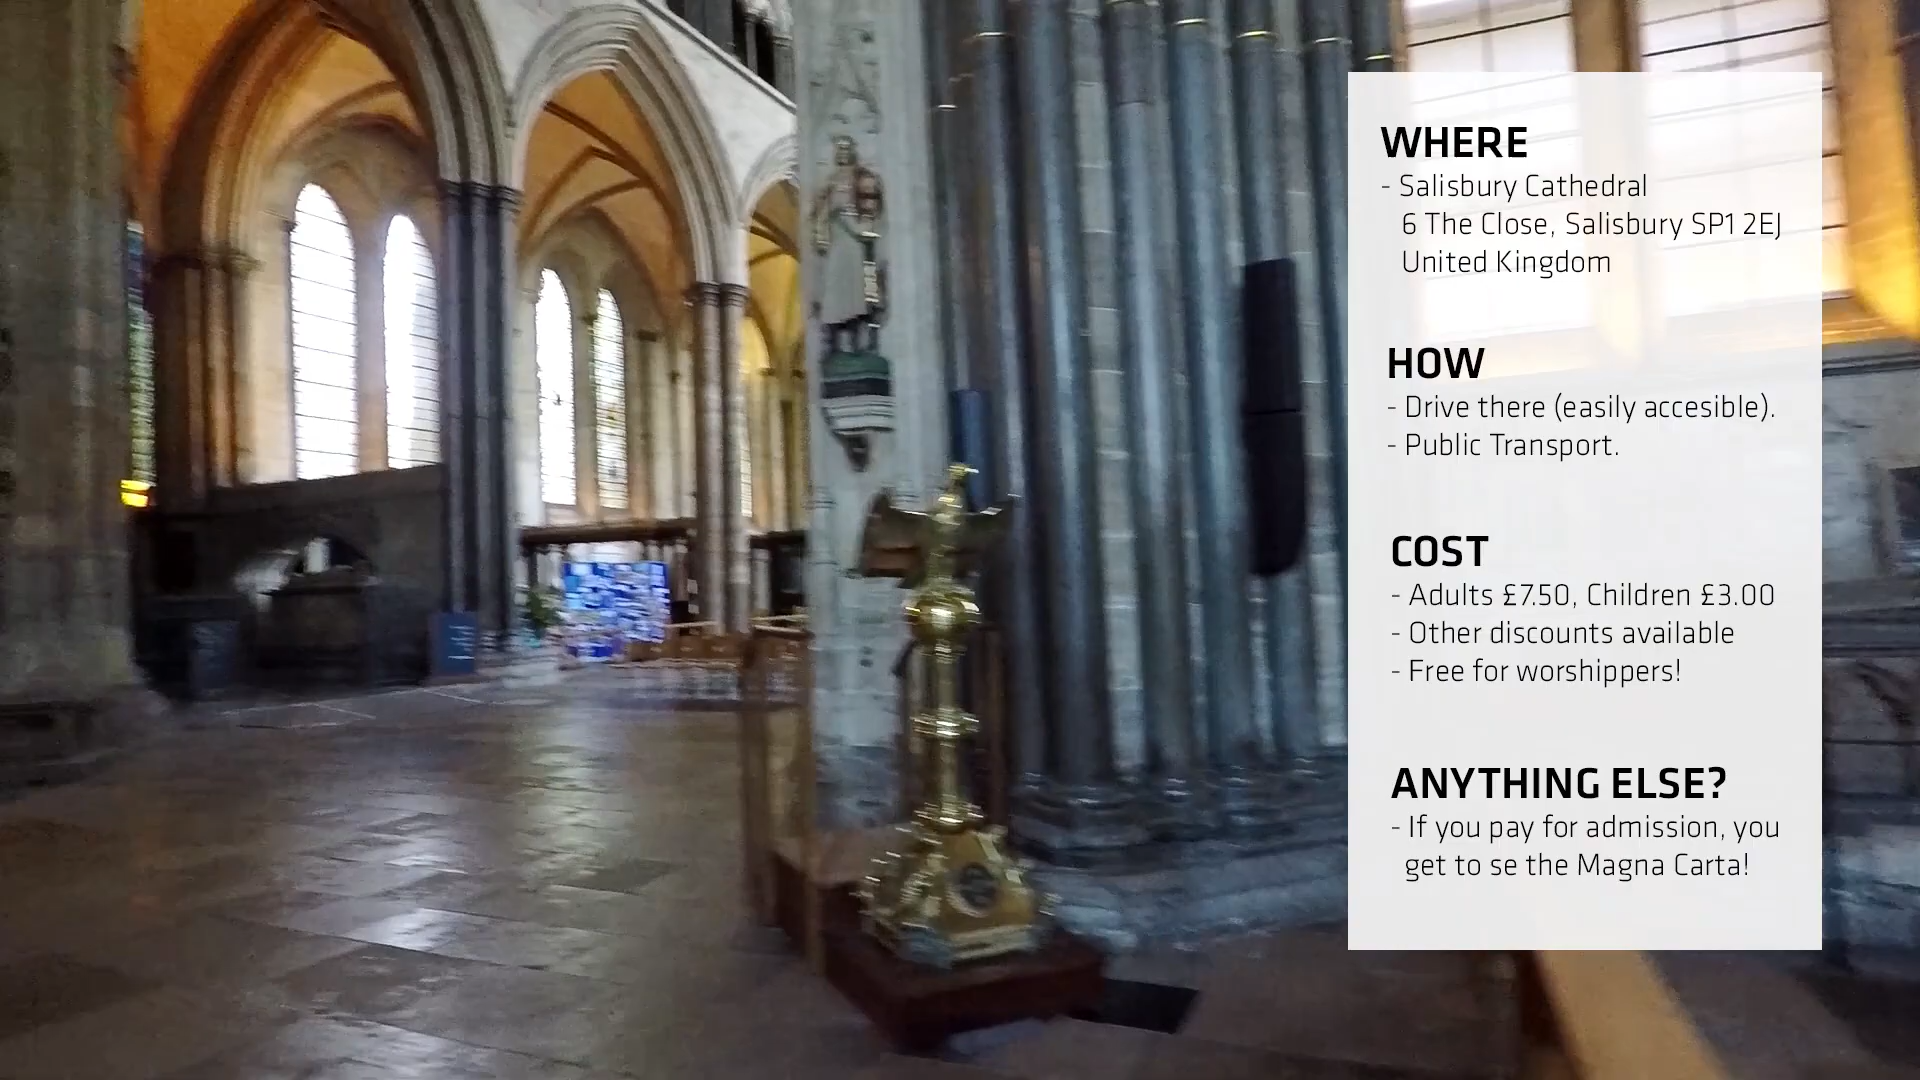 WHERE
- Salisbury Cathedral
6 The Close, Salisbury SP1 2EJ
United Kingdom
HOW
- Drive there (easily accesible).
- Public Transport.
COST
- Adults £7.50, Children £3.00
- Other discounts available
- Free for worshippers!
ANYTHING ELSE?
- If you pay for admission, you
get to se the Magna Carta!